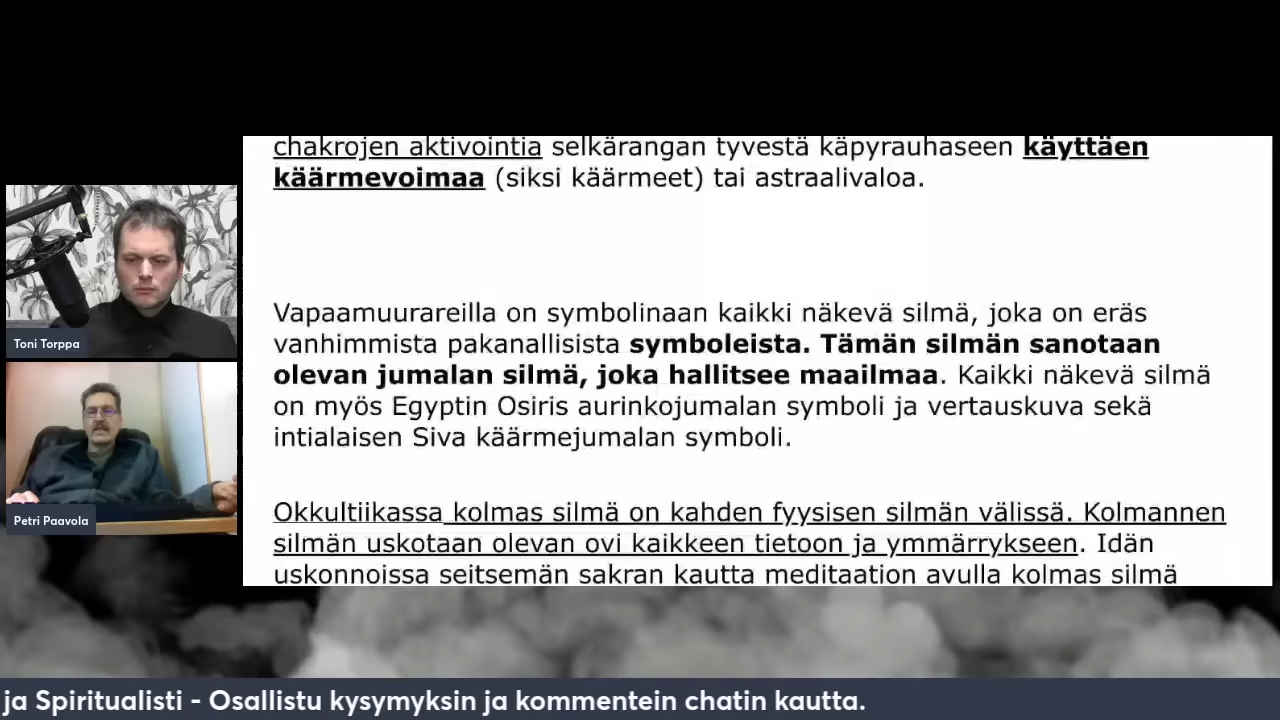 chakrojen aktivointia selkärangan tyvestä käpyrauhaseen käyttäen
käärmevoimaa (siksi käärmeet) tai astraalivaloa.
Vapaamuurareilla on symbolinaan kaikki näkevä silmä, joka on eräs
vanhimmista pakanallisista symboleista. Tämän silmän sanotaan
olevan jumalan silmä, joka hallitsee maailmaa. Kaikki näkevä silmä
on myös Egyptin Osiris aurinkojumalan symboli ja vertauskuva sekä
intialaisen Siva käärmejumalan symboli.
Okkultiikassa kolmas silmä on kahden fyysisen silmän välissä. Kolmannen
silmän uskotaan olevan ovi kaikkeen tietoon ja ymmärrykseen. Idän
uskonnoissa seitsemän sakran kautta meditaation avulla kolmas silmä
Toni Torppa
Petri Paavola
ja Spiritualisti - Osallistu kysymyksin ja kommentein chatin kautta.